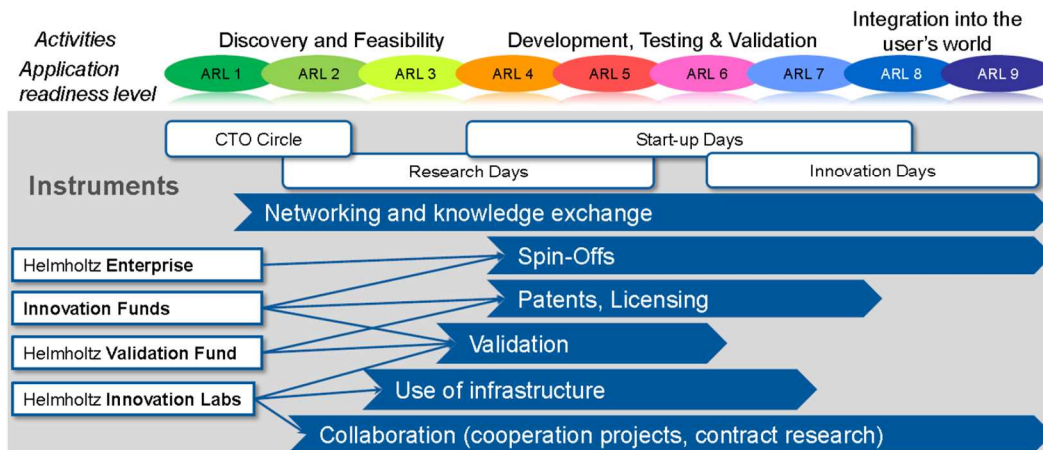 Activities
Discovery and Feasibility
Development, Testing & Validation
Integration into the
user's world
Application
readiness level
ARL 1
ARL 2
ARL 3
ARL 4
ARL 5
ARL 6
ARL 7
ARL 8
ARL 9
CTO Circle
Start-up Days
Research Days
Innovation Days
Instruments
Networking and knowledge exchange
Helmholtz Enterprise
Spin-Offs
Innovation Funds
Patents, Licensing
Helmholtz Validation Fund
Validation
Helmholtz Innovation Labs
Use of infrastructure
Collaboration (cooperation projects, contract research)